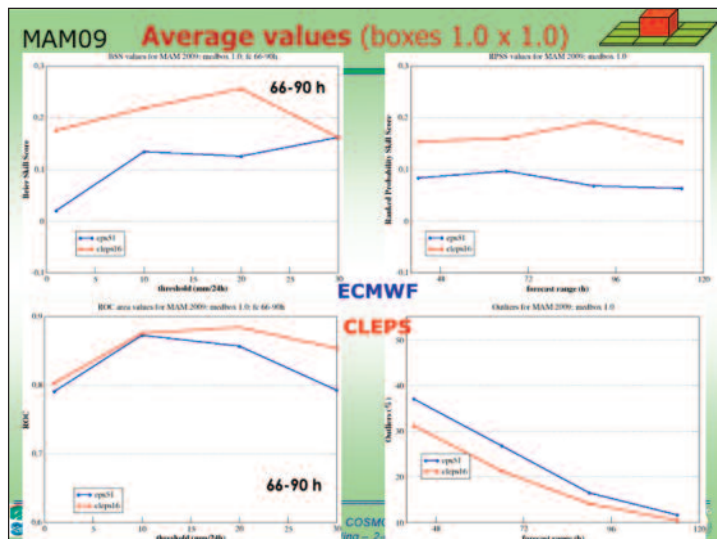 MAM09
Average values (boxes 1.0 x 1.0)
BSS values for MAM 2009; medbox 1.0; fc 66-90h
66-90 h
Brier Skill Score
0,3
0,2
0,1
0
-0,1
eps51
cleps16
0 5 10 15 20 25 30
threshold (mm/24h)
RPSS values for MAM 2009; medbox 1.0
Ranked Probability Skill Score
0,3
0,2
0,1
0
-0,1
eps51
cleps16
48 72 96 120
forecast range (h)
ECMWF
CLEPS
ROC area values for MAM 2009; medbox 1.0; fc 66-90h
ROC
0,9
0,8
0,7
0,6
eps51
cleps16
66-90 h
0 5 10 15 20 25 30
threshold (mm/24h)
Outliers for MAM 2009; medbox 1.0
Outliers (%)
50
40
30
20
10
eps51
cleps16
48 72 96 120
forecast range (h)
COSMO